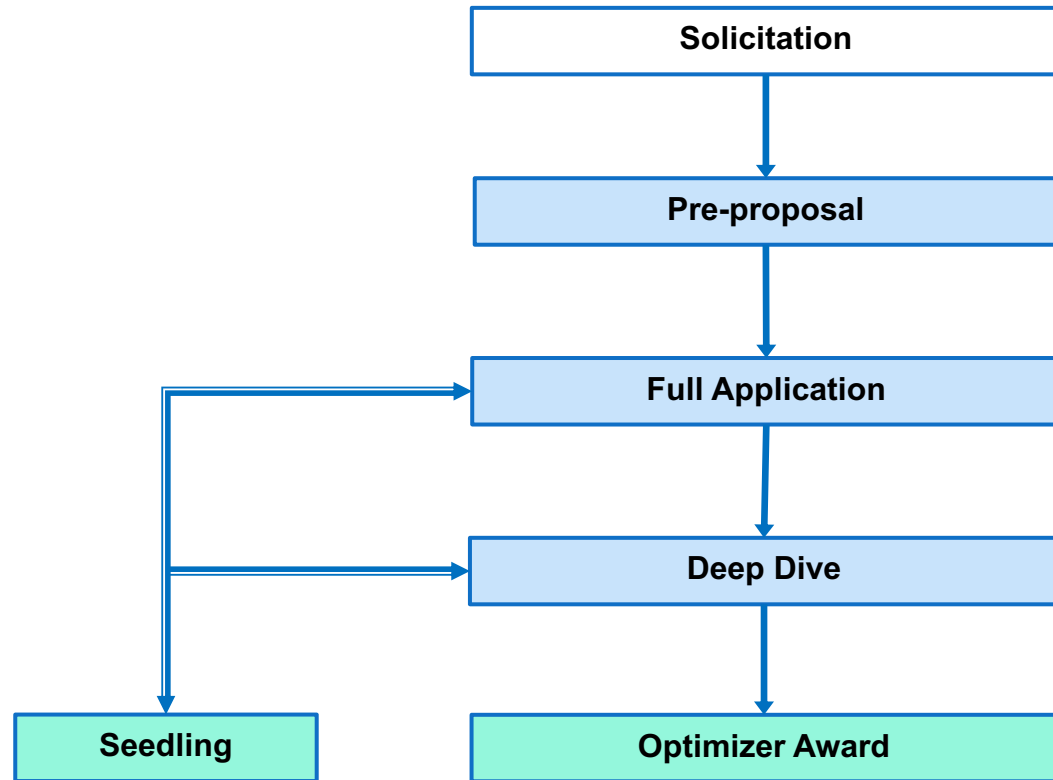 Solicitation
Pre-proposal
Full Application
Deep Dive
Seedling
Optimizer Award